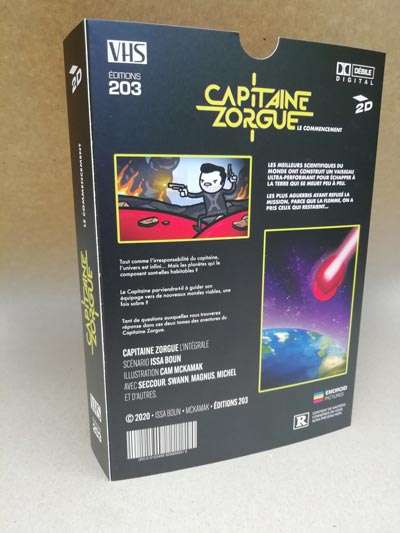 VHS
ÉDITIONS
203
DÉBILE
DIGITAL
2D
CAPITAINE
ZORGUE
LE COMMENCEMENT
LES MEILLEURS SCIENTIFIQUES DU
MONDE ONT CONSTRUIT UN VAISSEAU
ULTRA-PERFORMANT POUR ÉCHAPPER À
LA TERRE QUI SE MEURT PEU À PEU.
LES PLUS AGUERRIS AYANT REFUSÉ LA
MISSION, PARCE QUE LA FLEMME, ON A
PRIS CEUX QUI RESTAIENT...
Tout comme l'irresponsabilité du capitaine,
l'univers est infini... Mais les planètes qui le
composent sont-elles habitables ?
Le Capitaine parviendra-t-il à guider son
équipage vers de nouveaux mondes viables, une
fois sobre ?
Tant de questions auxquelles vous trouverez
réponse dans ces deux tomes des aventures du
Capitaine Zorgue.
CAPITAINE ZORGUE L'INTÉGRALE
SCÉNARIO ISSA BOUN
ILLUSTRATION CAM MCKAMAK
AVEC SECCOUR, SWANN, MAGNUS, MICHEL
ET D'AUTRES.
© 2020 - ISSA BOUN - MCKAMAK - ÉDITIONS 203
R
ENDROID
PICTURES
2D
LE COMMENCEMENT
CAPITAINE
ZORGUE
203